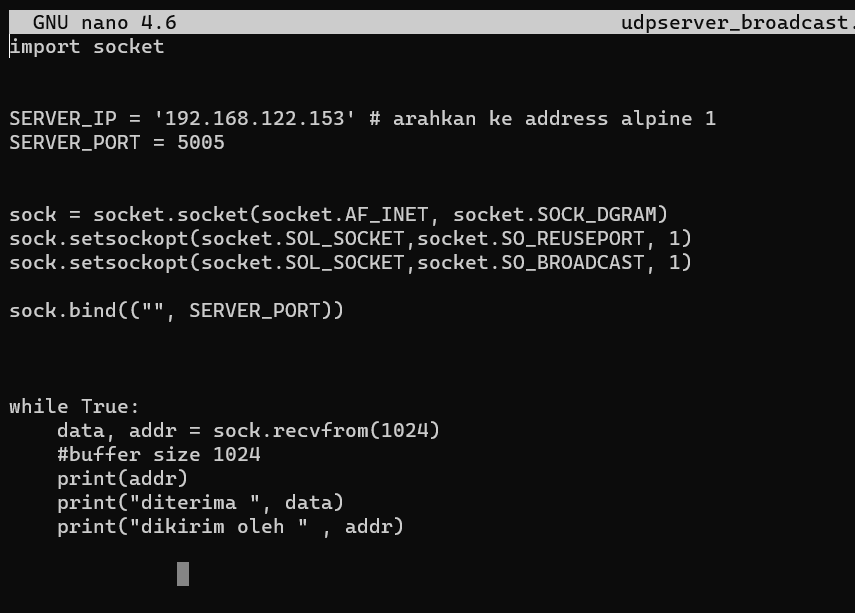 GNU nano 4.6 udpserver_broadcast.
import socket
SERVER_IP = '192.168.122.153' # arahkan ke address alpine 1
SERVER_PORT = 5005
sock = socket.socket(socket.AF_INET, socket.SOCK_DGRAM)
sock.setsockopt(socket.SOL_SOCKET,socket.SO_REUSEPORT, 1)
sock.setsockopt(socket.SOL_SOCKET,socket.SO_BROADCAST, 1)
sock.bind(("", SERVER_PORT))
while True:
    data, addr = sock.recvfrom(1024)
    #buffer size 1024
    print(addr)
    print("diterima ", data)
    print("dikirim oleh " , addr)